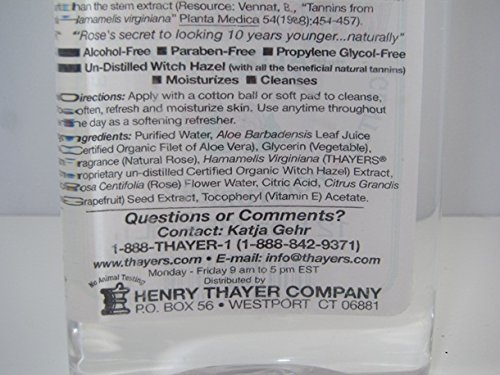 than the stem extract (Resource: Vennat, B., "Tannins from
Hamamelis virginiana" Planta Medica 54(1988):454-457).
"Rose's secret to looking 10 years younger...naturally"
Alcohol-Free ■ Paraben-Free ■ Propylene Glycol-Free
Un-Distilled Witch Hazel (with all the beneficial natural tannins)
■ Moisturizes ■ Cleanses
Directions: Apply with a cotton ball or soft pad to cleanse,
soften, refresh and moisturize skin. Use anytime throughout
the day as a softening refresher.
Ingredients: Purified Water, Aloe Barbadensis Leaf Juice
(Certified Organic Filet of Aloe Vera), Glycerin (Vegetable),
Fragrance (Natural Rose), Hamamelis Virginiana (THAYERS®
proprietary un-distilled Certified Organic Witch Hazel) Extract,
Rosa Centifolia (Rose) Flower Water, Citric Acid, Citrus Grandis
(Grapefruit) Seed Extract, Tocopheryl (Vitamin E) Acetate.
Questions or Comments?
Contact: Katja Gehr
1-888-THAYER-1 (1-888-842-9371)
www.thayers.com • E-mail: info@thayers.com
Monday - Friday 9 am to 5 pm EST
No Animal Testing
Distributed by
HENRY THAYER COMPANY
P.O. BOX 56 • WESTPORT CT 06881